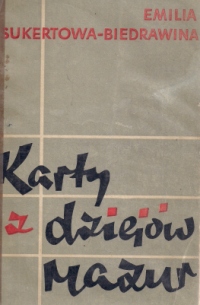 EMILIA
SUKERTOWA-BIEDRAWINA
Karty
z dziejów
Mazur